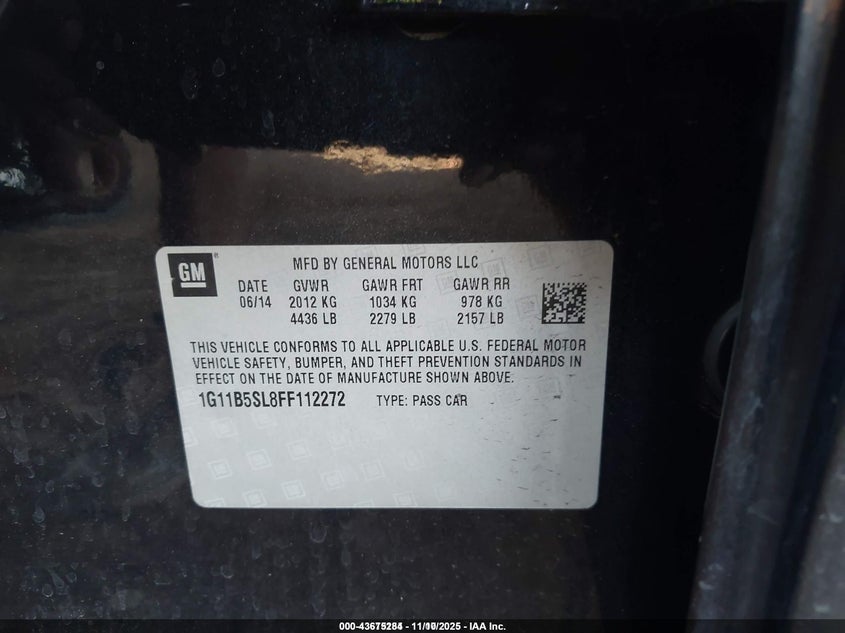 GM ®
MFD BY GENERAL MOTORS LLC
DATE GVWR GAWR FRT GAWR RR
06/14 2012 KG 1034 KG 978 KG
4436 LB 2279 LB 2157 LB
THIS VEHICLE CONFORMS TO ALL APPLICABLE U.S. FEDERAL MOTOR
VEHICLE SAFETY, BUMPER, AND THEFT PREVENTION STANDARDS IN
EFFECT ON THE DATE OF MANUFACTURE SHOWN ABOVE.
1G11B5SL8FF112272 TYPE: PASS CAR
- IAA Inc.